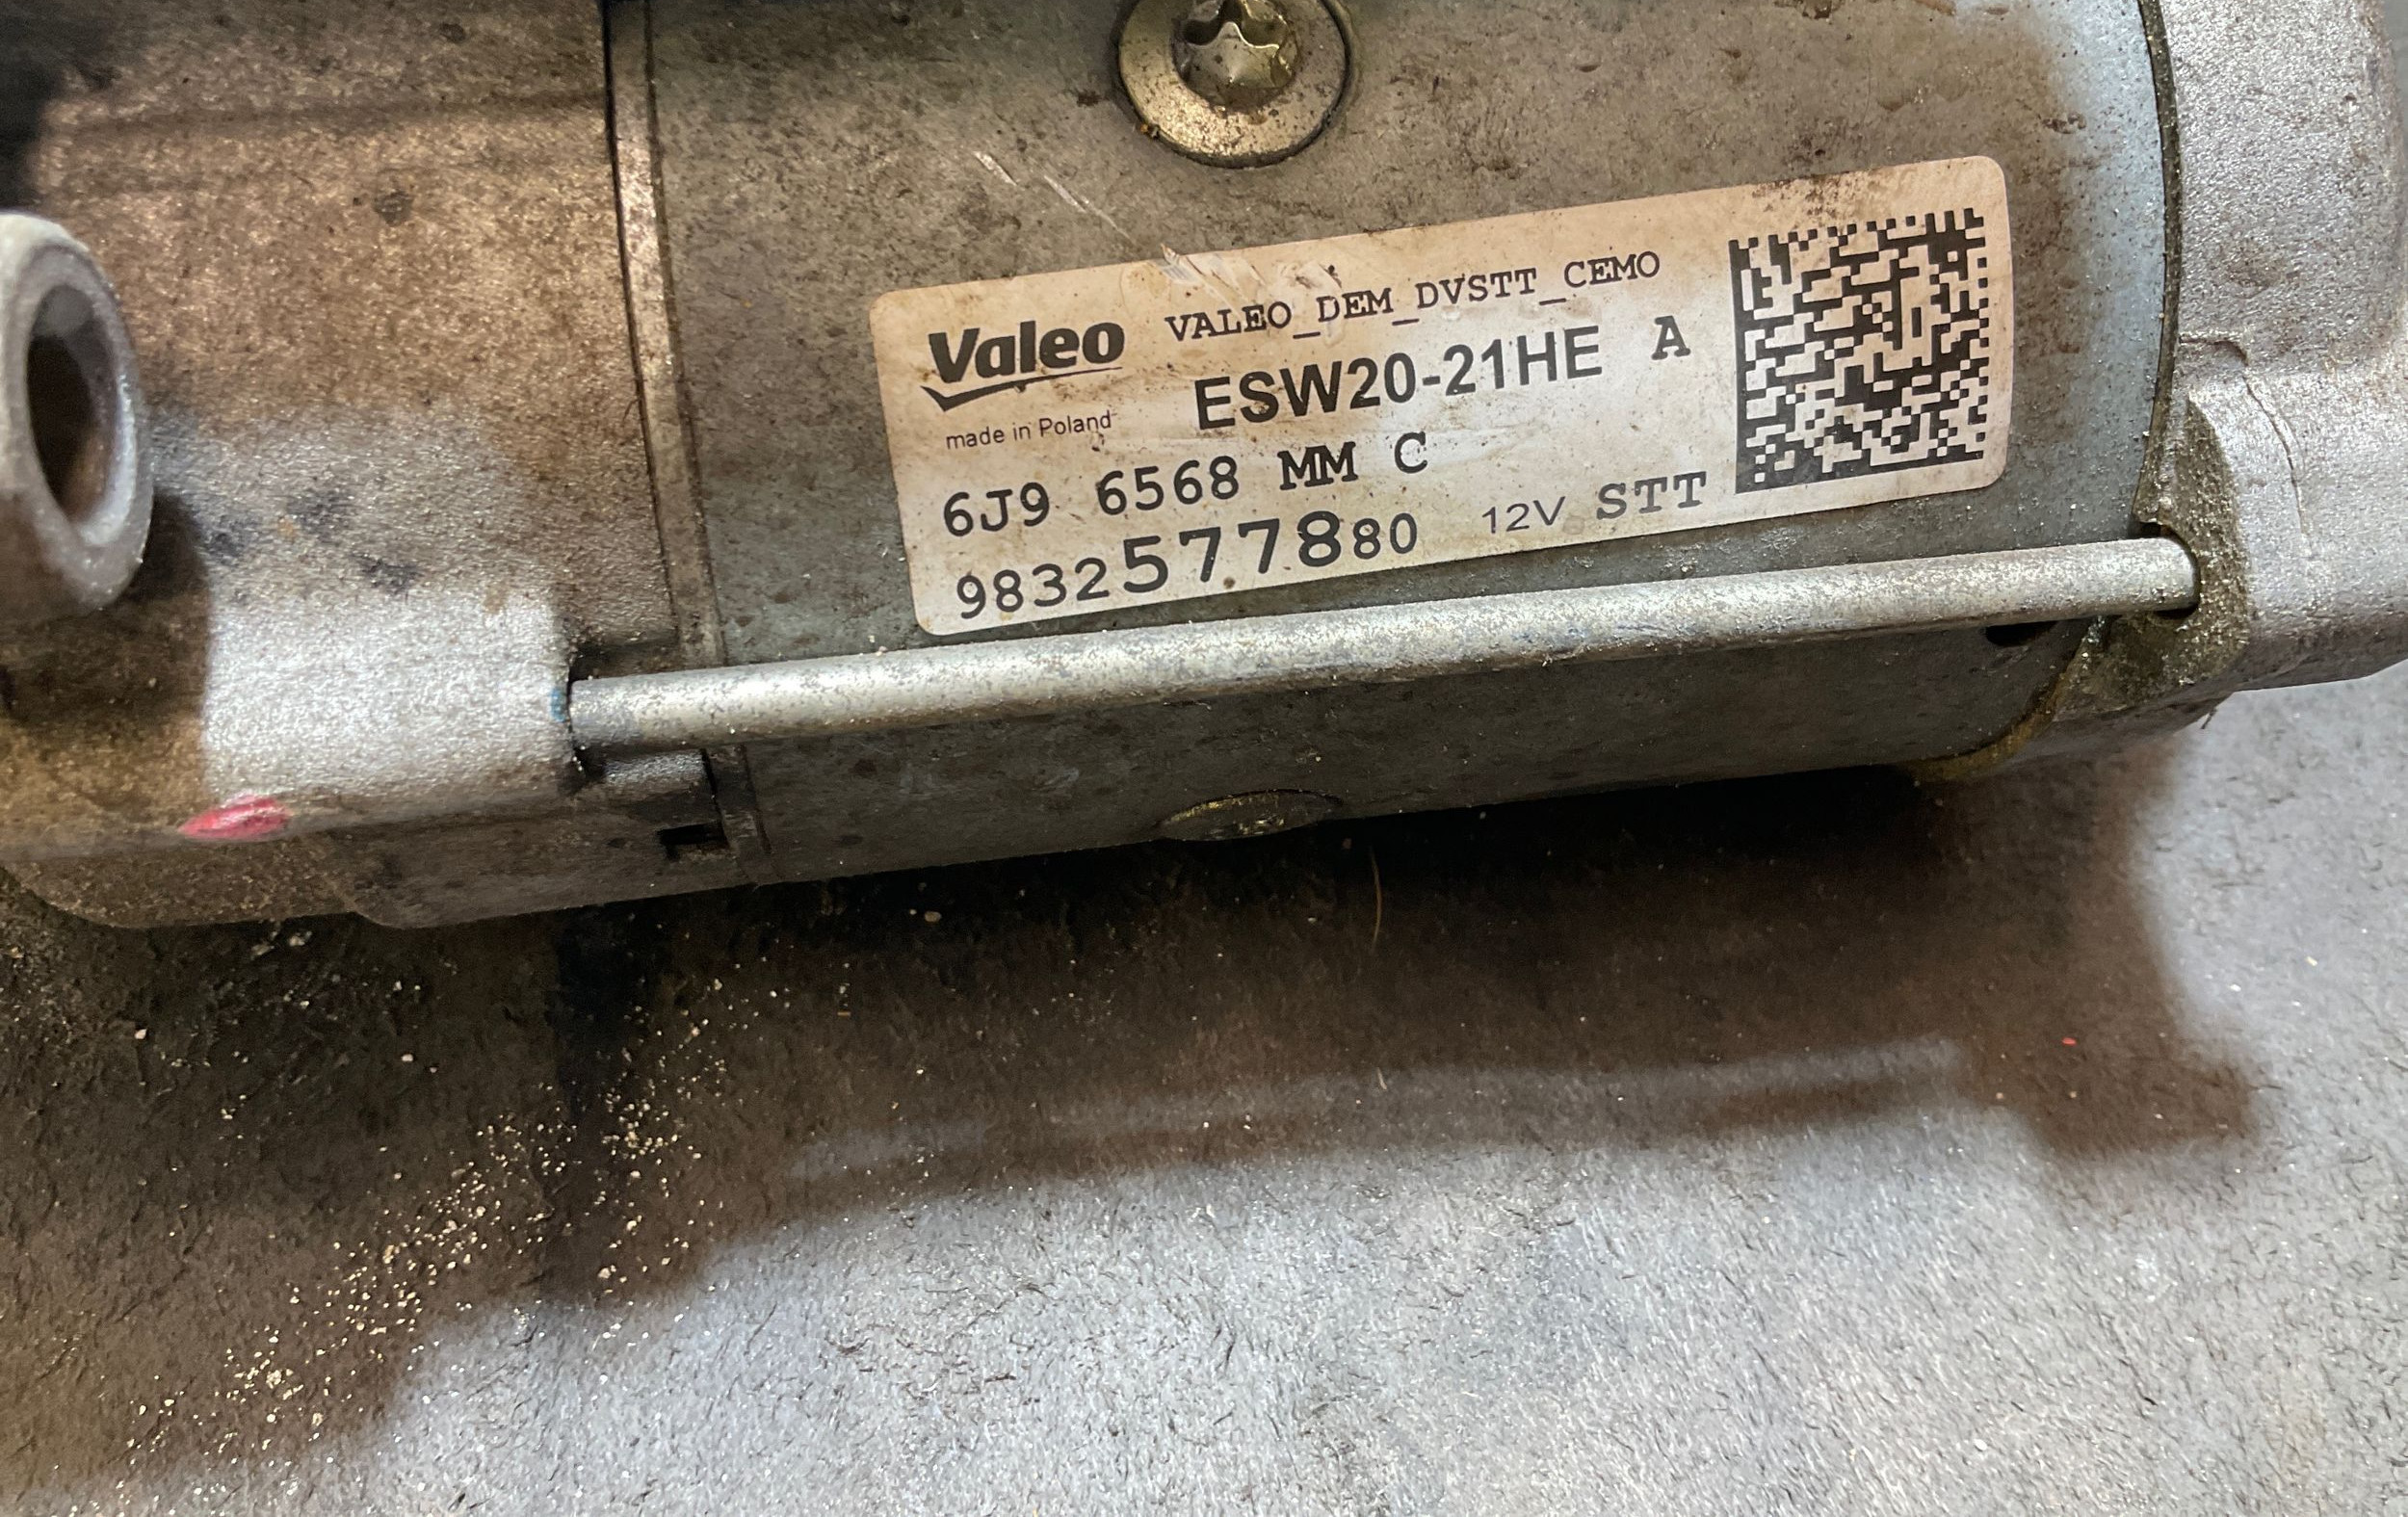 Valeo VALEO_DEM_DVSTT_CEMO
made in Poland ESW20-21HE A
6J9 6568 MM C
9832577880 12V STT